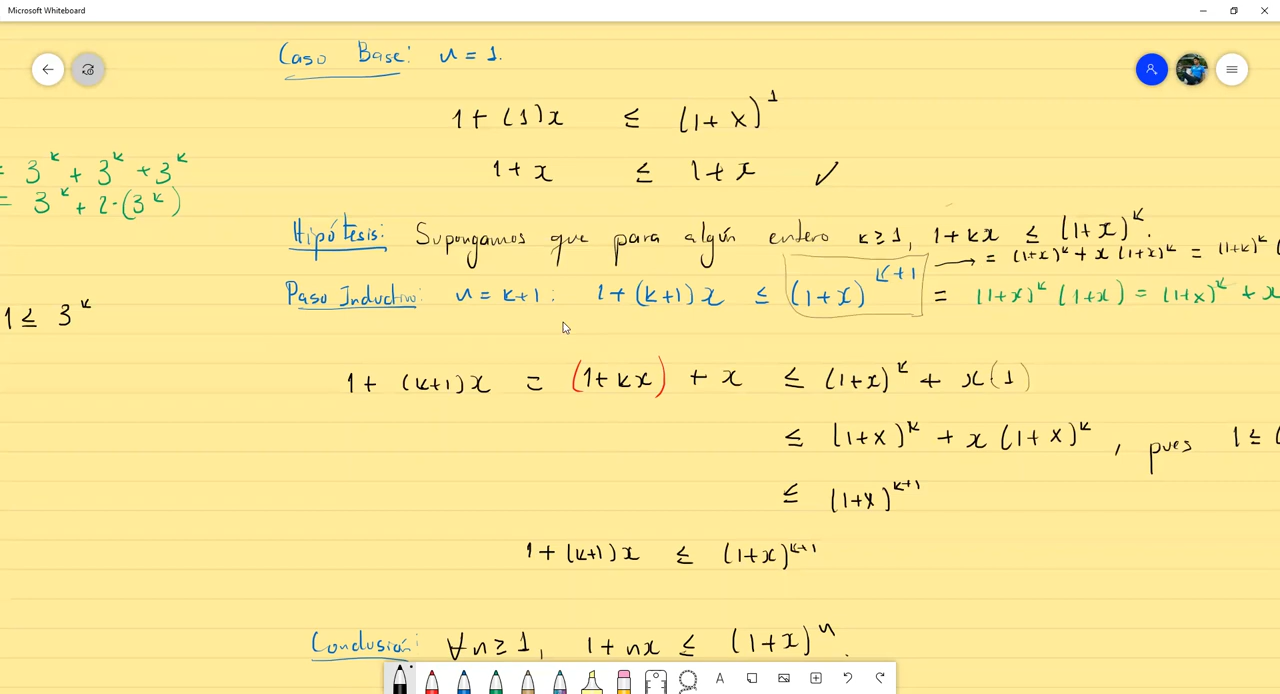 Microsoft Whiteboard
Caso Base: n = 1.
1 + (1)x ≤ (1+x)^1
1 + x ≤ 1 + x ✓
= 3^k + 3^k + 3^k
= 3^k + 2·(3^k)
Hipótesis: Supongamos que para algún entero k≥1, 1+kx ≤ (1+x)^k.
→ = (1+x)^k + x(1+x)^k = (1+k)^k (
Paso Inductivo: n = k+1: 1+(k+1)x ≤ (1+x)^k+1 = (1+x)^k (1+x) = (1+x)^k + x
1 ≤ 3^k
1 + (k+1)x = (1+kx) + x ≤ (1+x)^k + x(1)
≤ (1+x)^k + x(1+x)^k, pues 1 ≤ (
≤ (1+x)^k+1
1+(k+1)x ≤ (1+x)^k+1
Conclusión: ∀n≥1, 1+nx ≤ (1+x)^n.